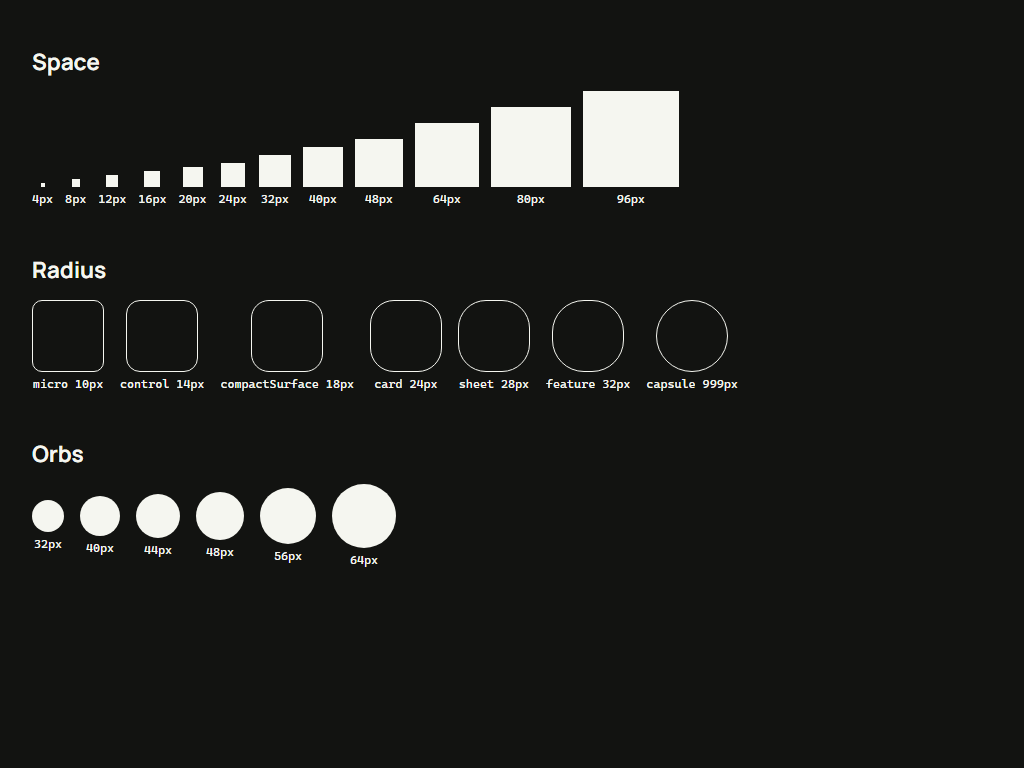 Space
4px 8px 12px 16px 20px 24px 32px 40px 48px 64px 80px 96px
Radius
micro 10px control 14px compactSurface 18px card 24px sheet 28px feature 32px capsule 999px
Orbs
32px 40px 44px 48px 56px 64px